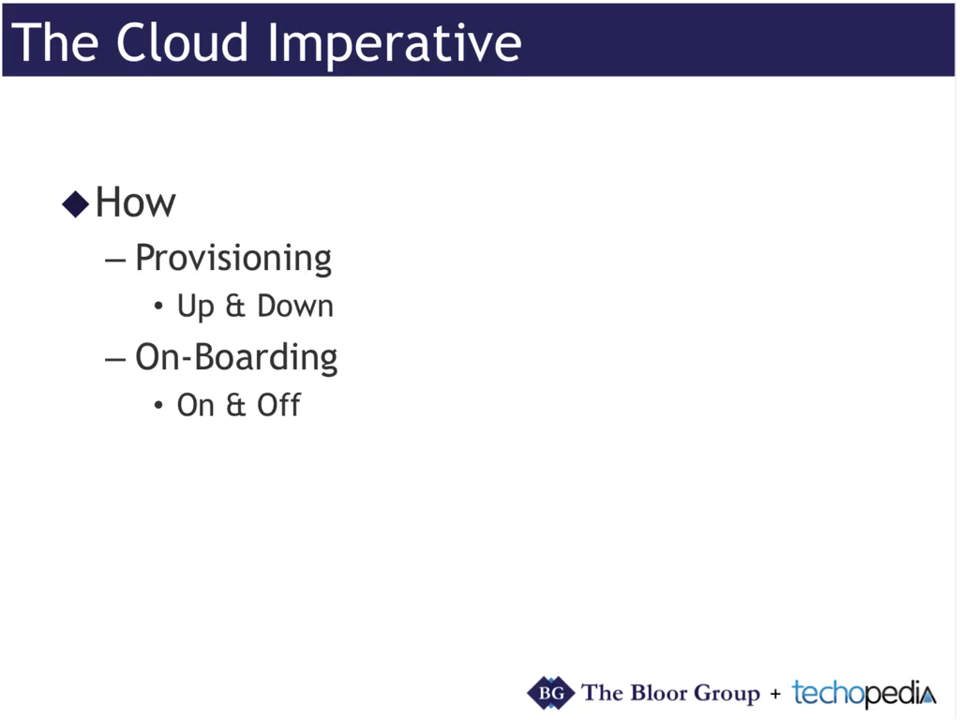 The Cloud Imperative
◆How
– Provisioning
• Up & Down
– On-Boarding
• On & Off
BG The Bloor Group + techopedia